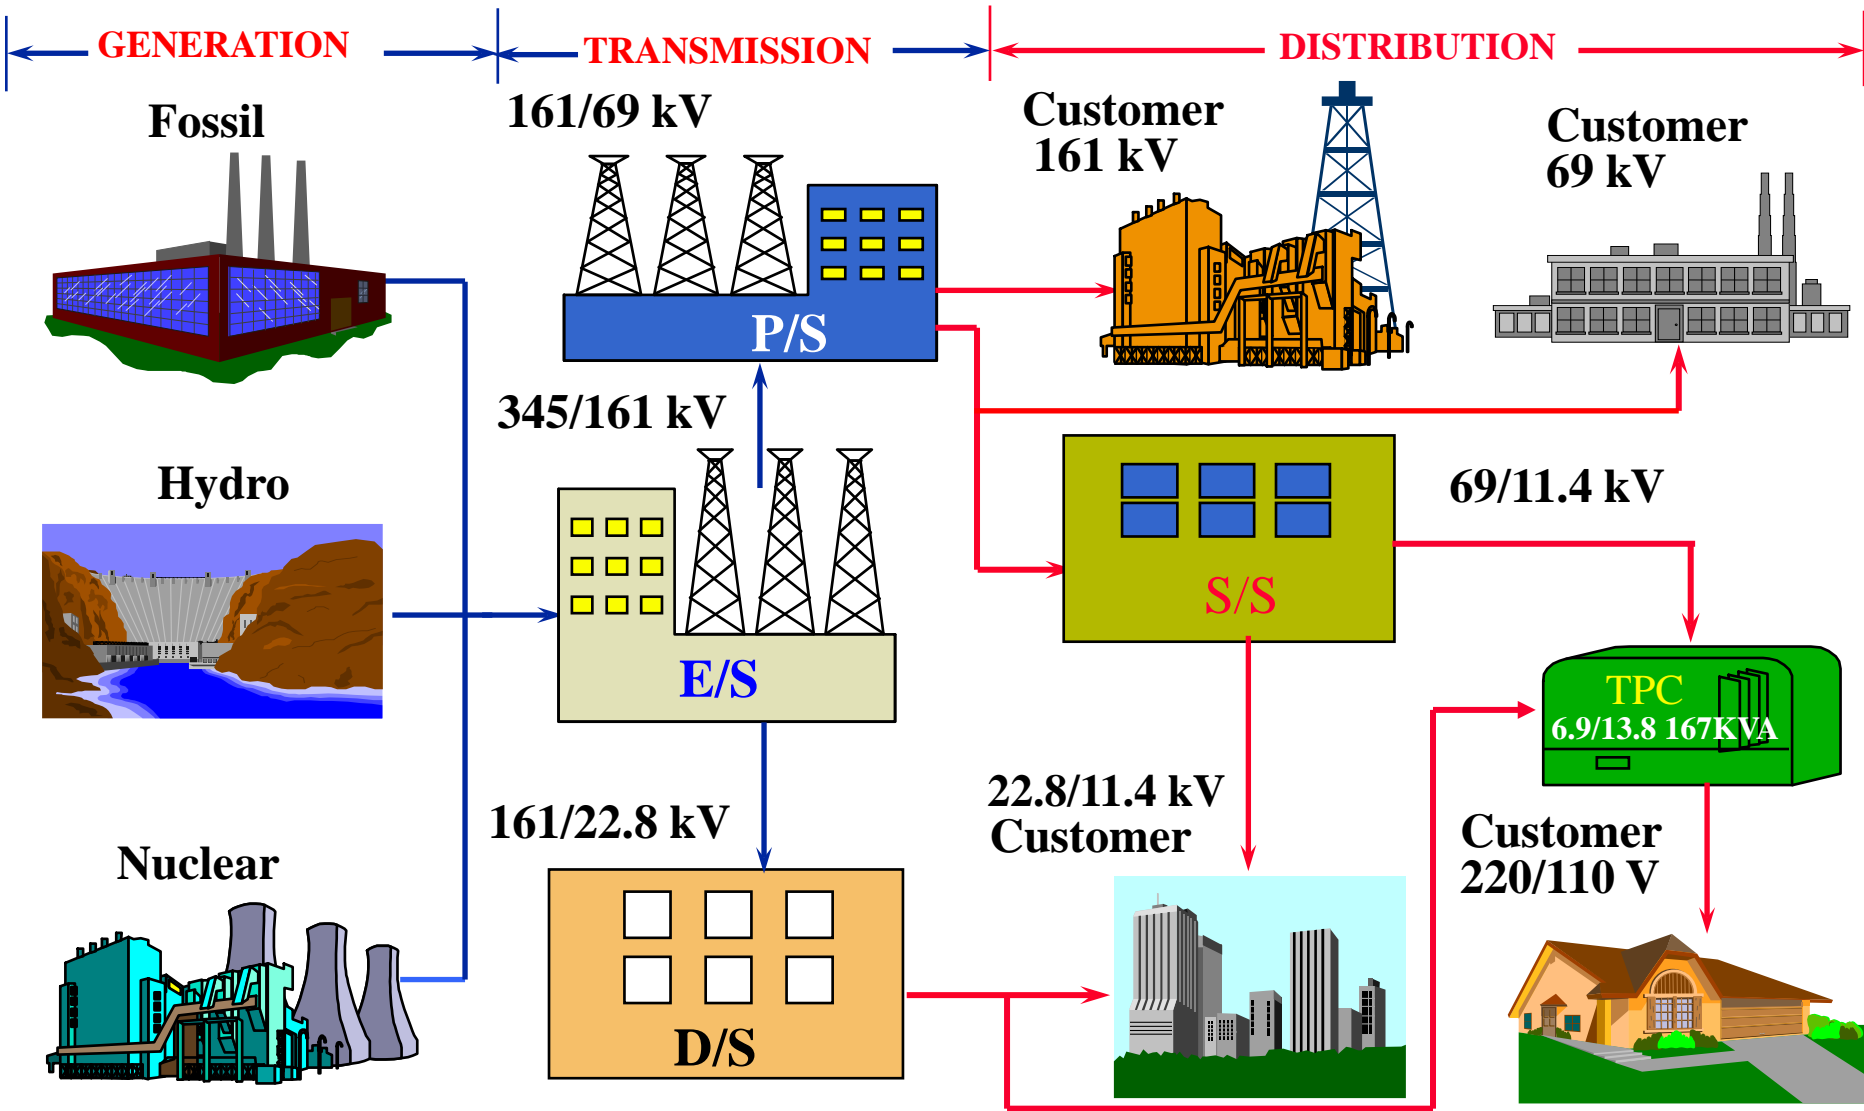 GENERATION
TRANSMISSION
DISTRIBUTION
Fossil
161/69 kV
Customer
161 kV
Customer
69 kV
P/S
345/161 kV
Hydro
69/11.4 kV
S/S
E/S
TPC
6.9/13.8 167KVA
161/22.8 kV
22.8/11.4 kV
Customer
Customer
220/110 V
Nuclear
D/S